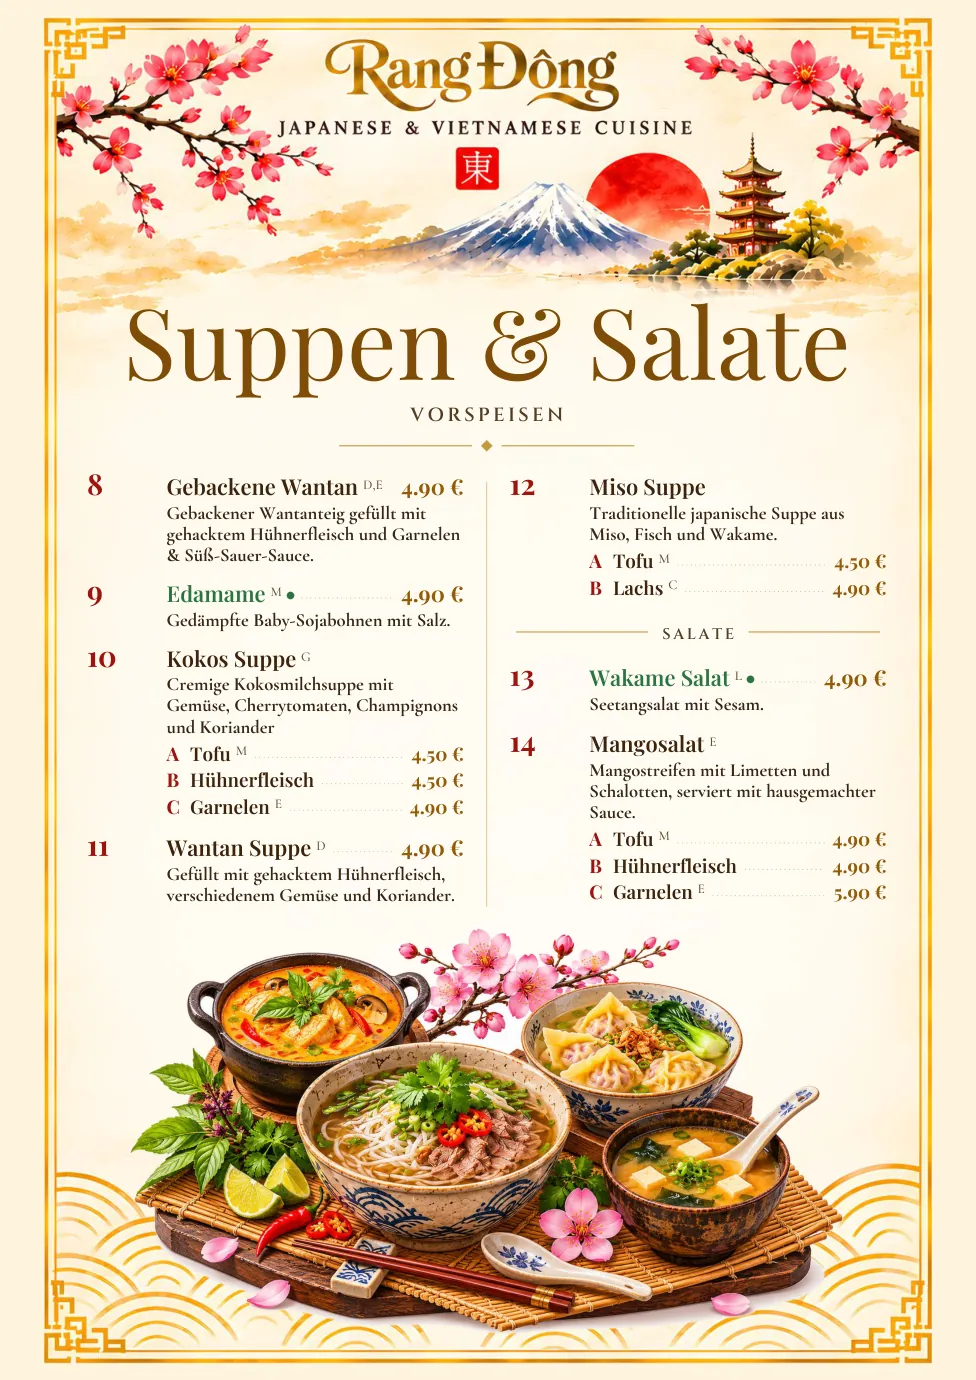 Rang Đông
JAPANESE & VIETNAMESE CUISINE
東
Suppen & Salate
VORSPEISEN
8 Gebackene Wantan D,E 4.90 €
Gebackener Wantanteig gefüllt mit
gehacktem Hühnerfleisch und Garnelen
& Süß-Sauer-Sauce.
9 Edamame M ● 4.90 €
Gedämpfte Baby-Sojabohnen mit Salz.
10 Kokos Suppe G
Cremige Kokosmilchsuppe mit
Gemüse, Cherrytomaten, Champignons
und Koriander
A Tofu M 4.50 €
B Hühnerfleisch 4.50 €
C Garnelen E 4.90 €
11 Wantan Suppe D 4.90 €
Gefüllt mit gehacktem Hühnerfleisch,
verschiedenem Gemüse und Koriander.
12 Miso Suppe
Traditionelle japanische Suppe aus
Miso, Fisch und Wakame.
A Tofu M 4.50 €
B Lachs C 4.90 €
SALATE
13 Wakame Salat L ● 4.90 €
Seetangsalat mit Sesam.
14 Mangosalat E
Mangostreifen mit Limetten und
Schalotten, serviert mit hausgemachter
Sauce.
A Tofu M 4.90 €
B Hühnerfleisch 4.90 €
C Garnelen E 5.90 €